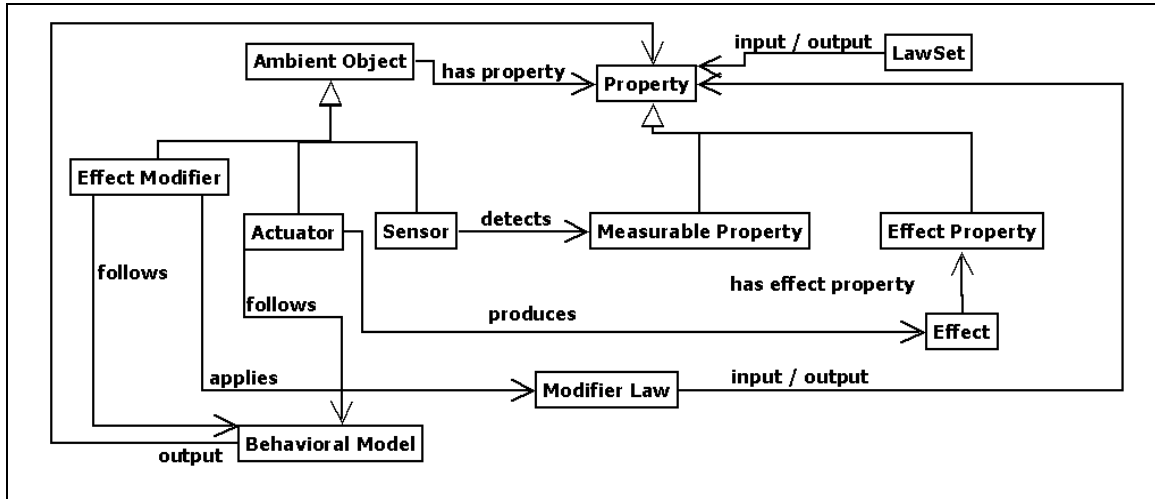 input / output
LawSet
Ambient Object
has property
Property
Effect Modifier
Actuator
Sensor
detects
Measurable Property
Effect Property
follows
follows
has effect property
produces
Effect
applies
Modifier Law
input / output
Behavioral Model
output